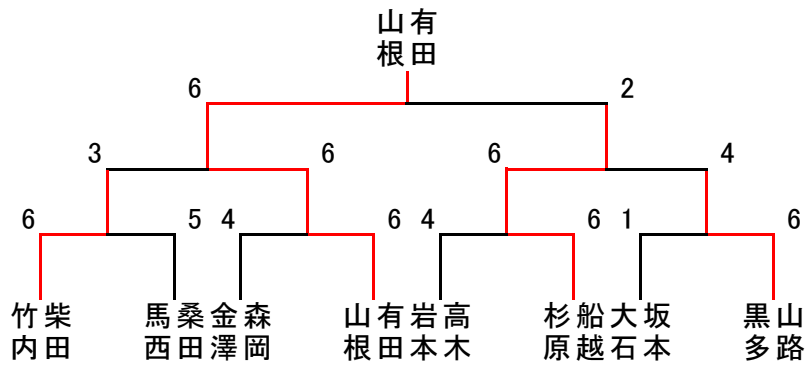 山有
根田
6 2
3 6 6 4
6 5 4 6 4 6 1 6
竹柴 馬桑金森 山有岩高 杉船大坂 黒山
内田 西田澤岡 根田本木 原越石本 多路